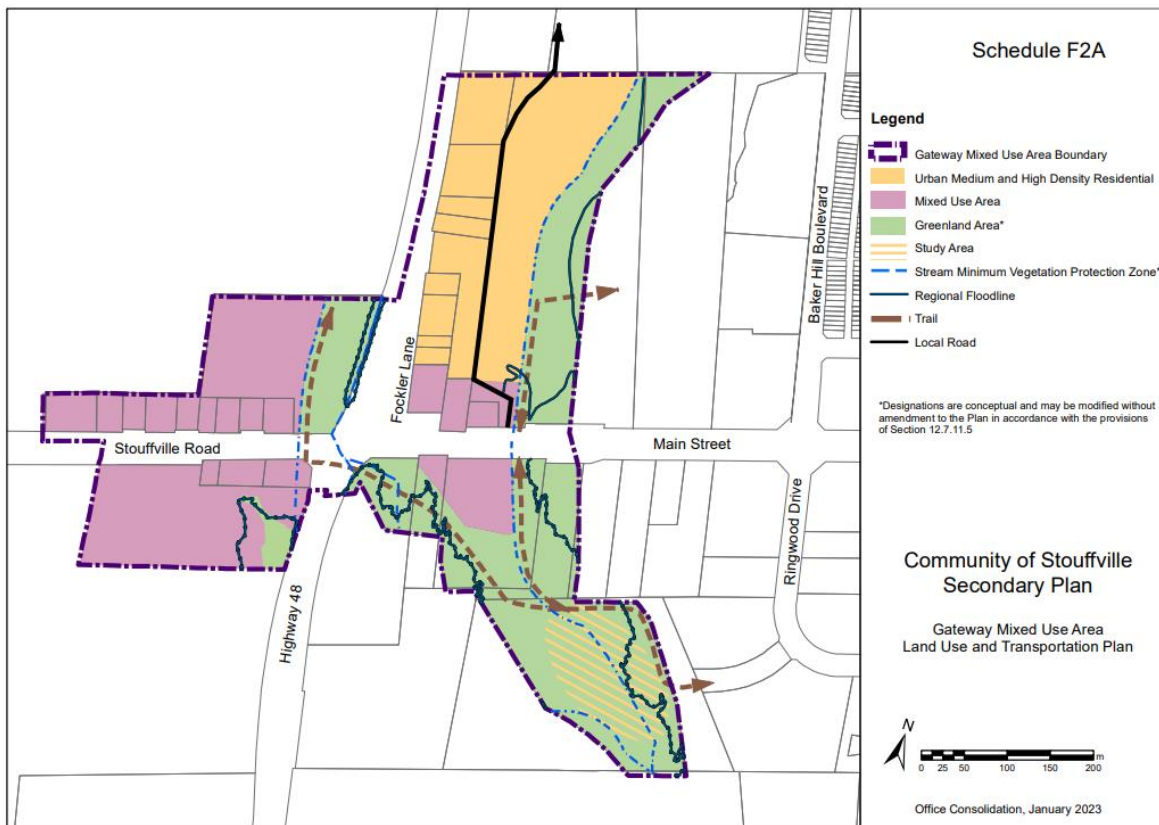 Schedule F2A
Legend
Gateway Mixed Use Area Boundary
Urban Medium and High Density Residential
Mixed Use Area
Greenland Area*
Study Area
Stream Minimum Vegetation Protection Zone*
Regional Floodline
Trail
Local Road
*Designations are conceptual and may be modified without
amendment to the Plan in accordance with the provisions
of Section 12.7.11.5
Baker Hill Boulevard
Fockler Lane
Stouffville Road
Main Street
Ringwood Drive
Highway 48
Community of Stouffville
Secondary Plan
Gateway Mixed Use Area
Land Use and Transportation Plan
N
m
0 25 50 100 150 200
Office Consolidation, January 2023